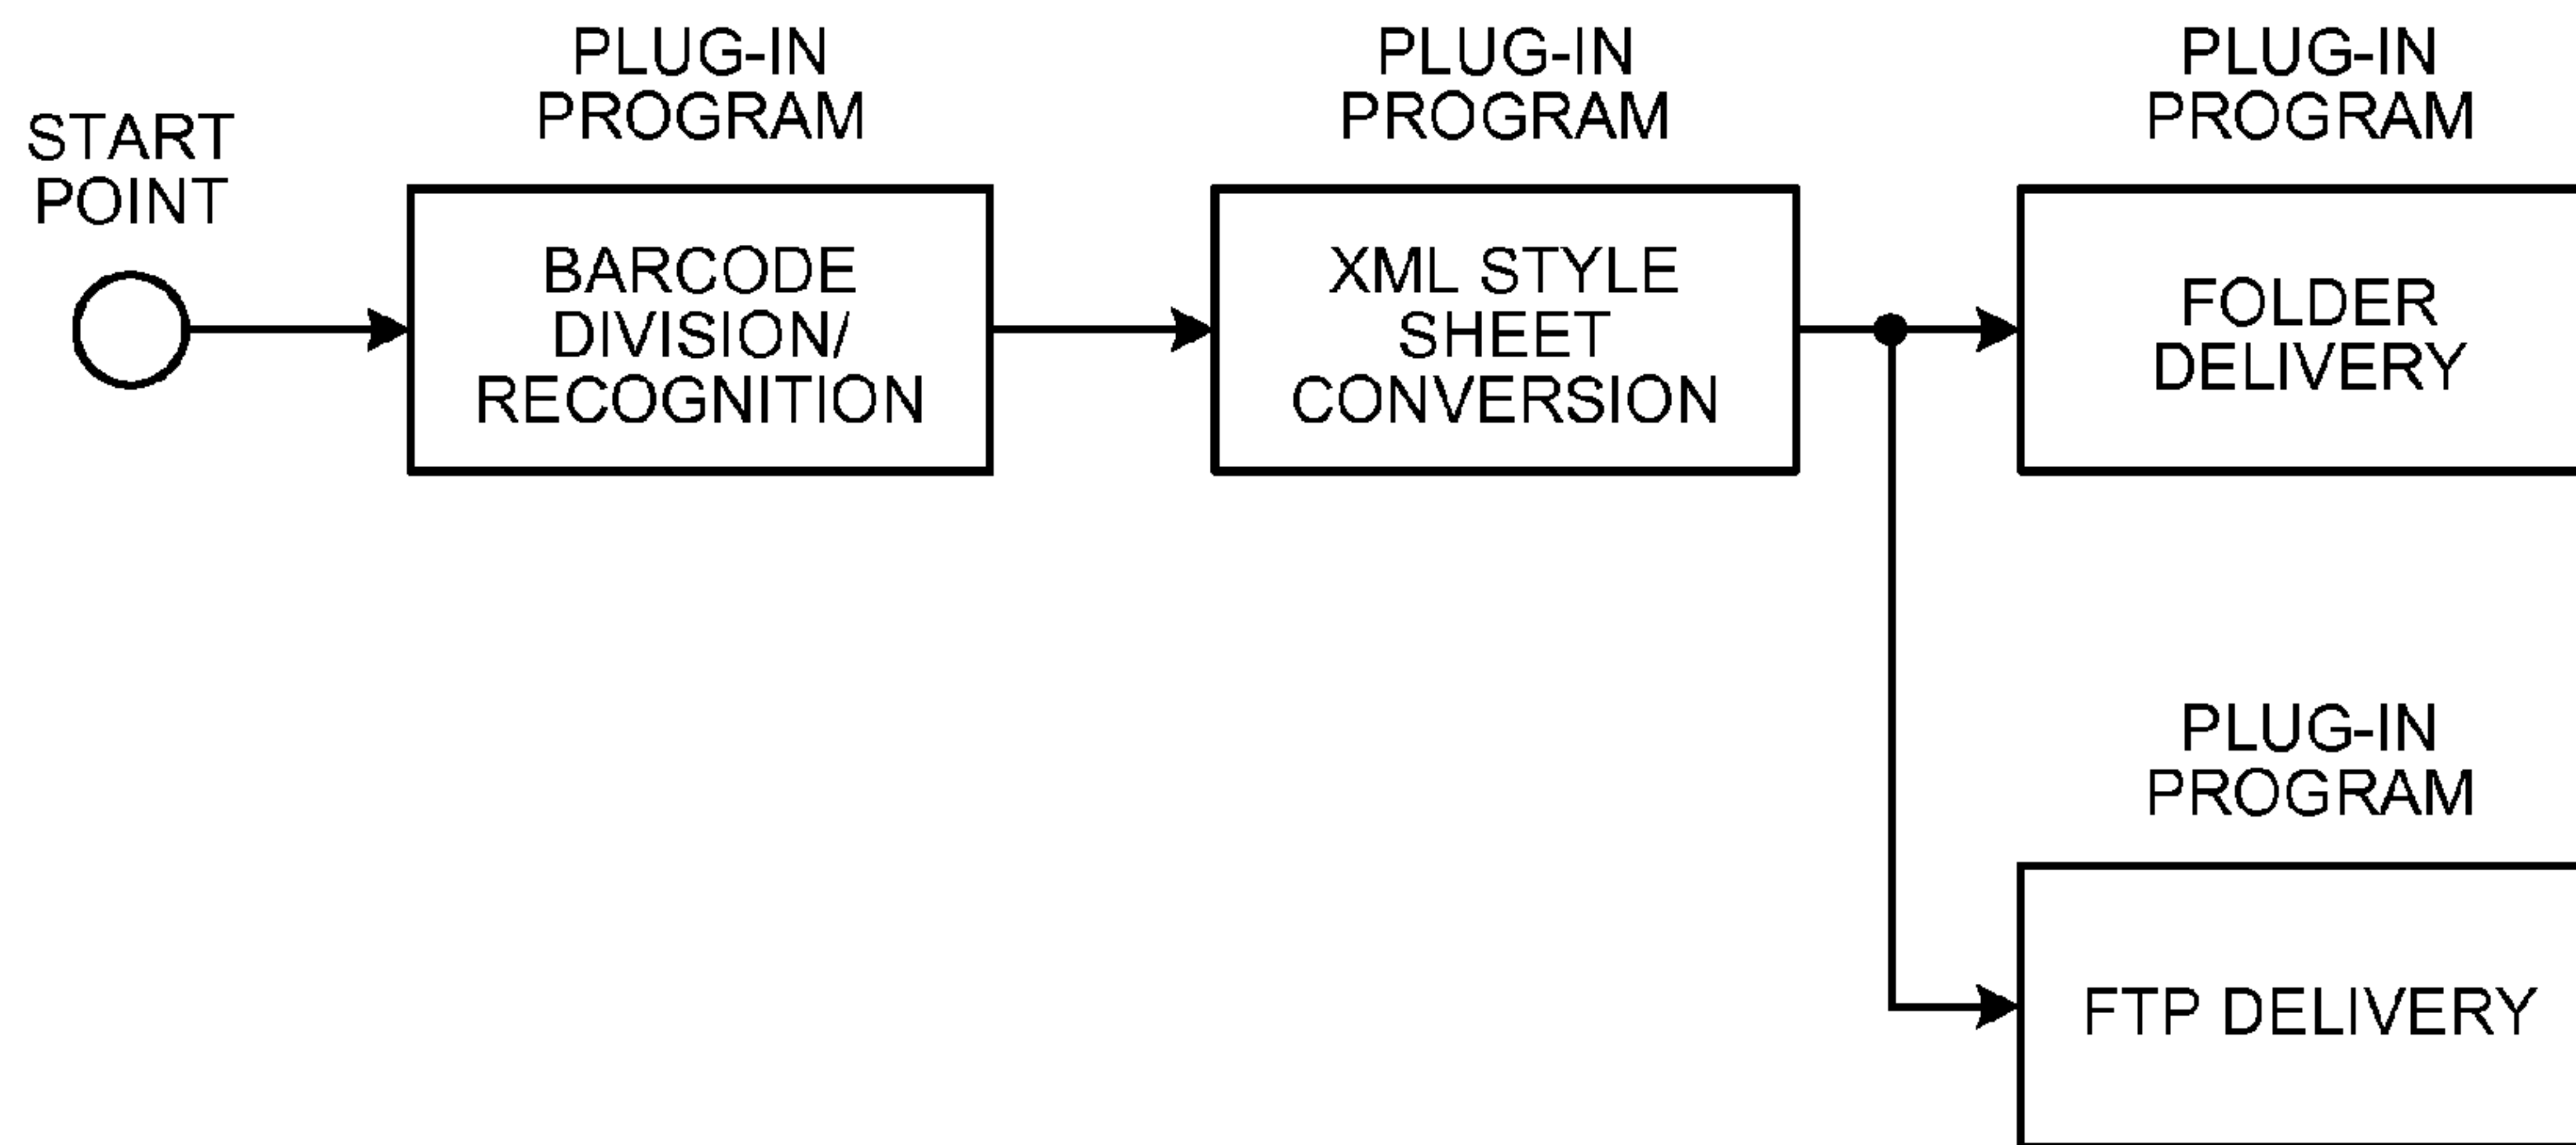 START
POINT
PLUG-IN
PROGRAM
BARCODE
DIVISION/
RECOGNITION
PLUG-IN
PROGRAM
XML STYLE
SHEET
CONVERSION
PLUG-IN
PROGRAM
FOLDER
DELIVERY
PLUG-IN
PROGRAM
FTP DELIVERY